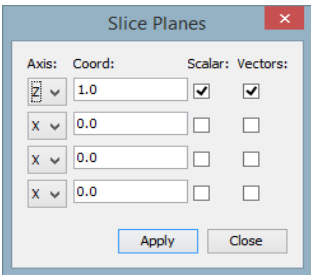 Slice Planes
Axis: Coord: Scalar: Vectors:
Z 1.0
X 0.0
X 0.0
X 0.0
Apply Close